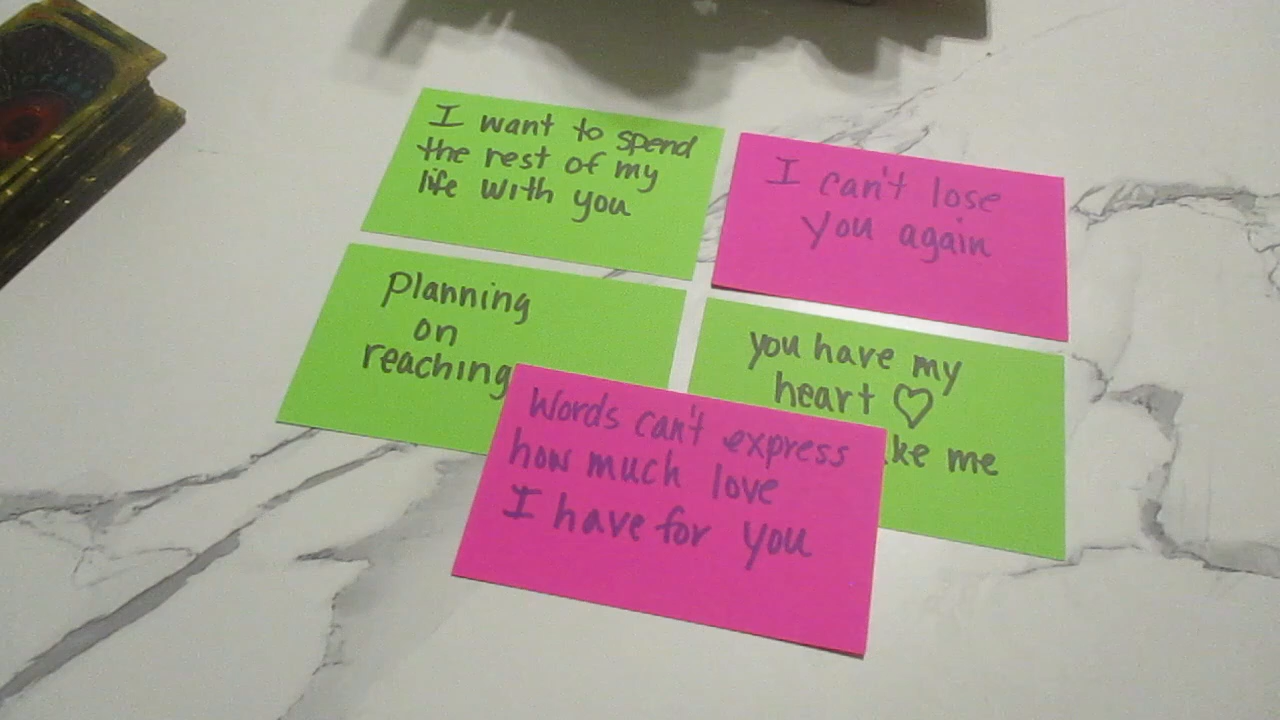 I want to spend
the rest of my
life with you
I can't lose
you again
Planning
on
reaching
you have my
heart ♡
me
Words can't express
how much love
I have for you